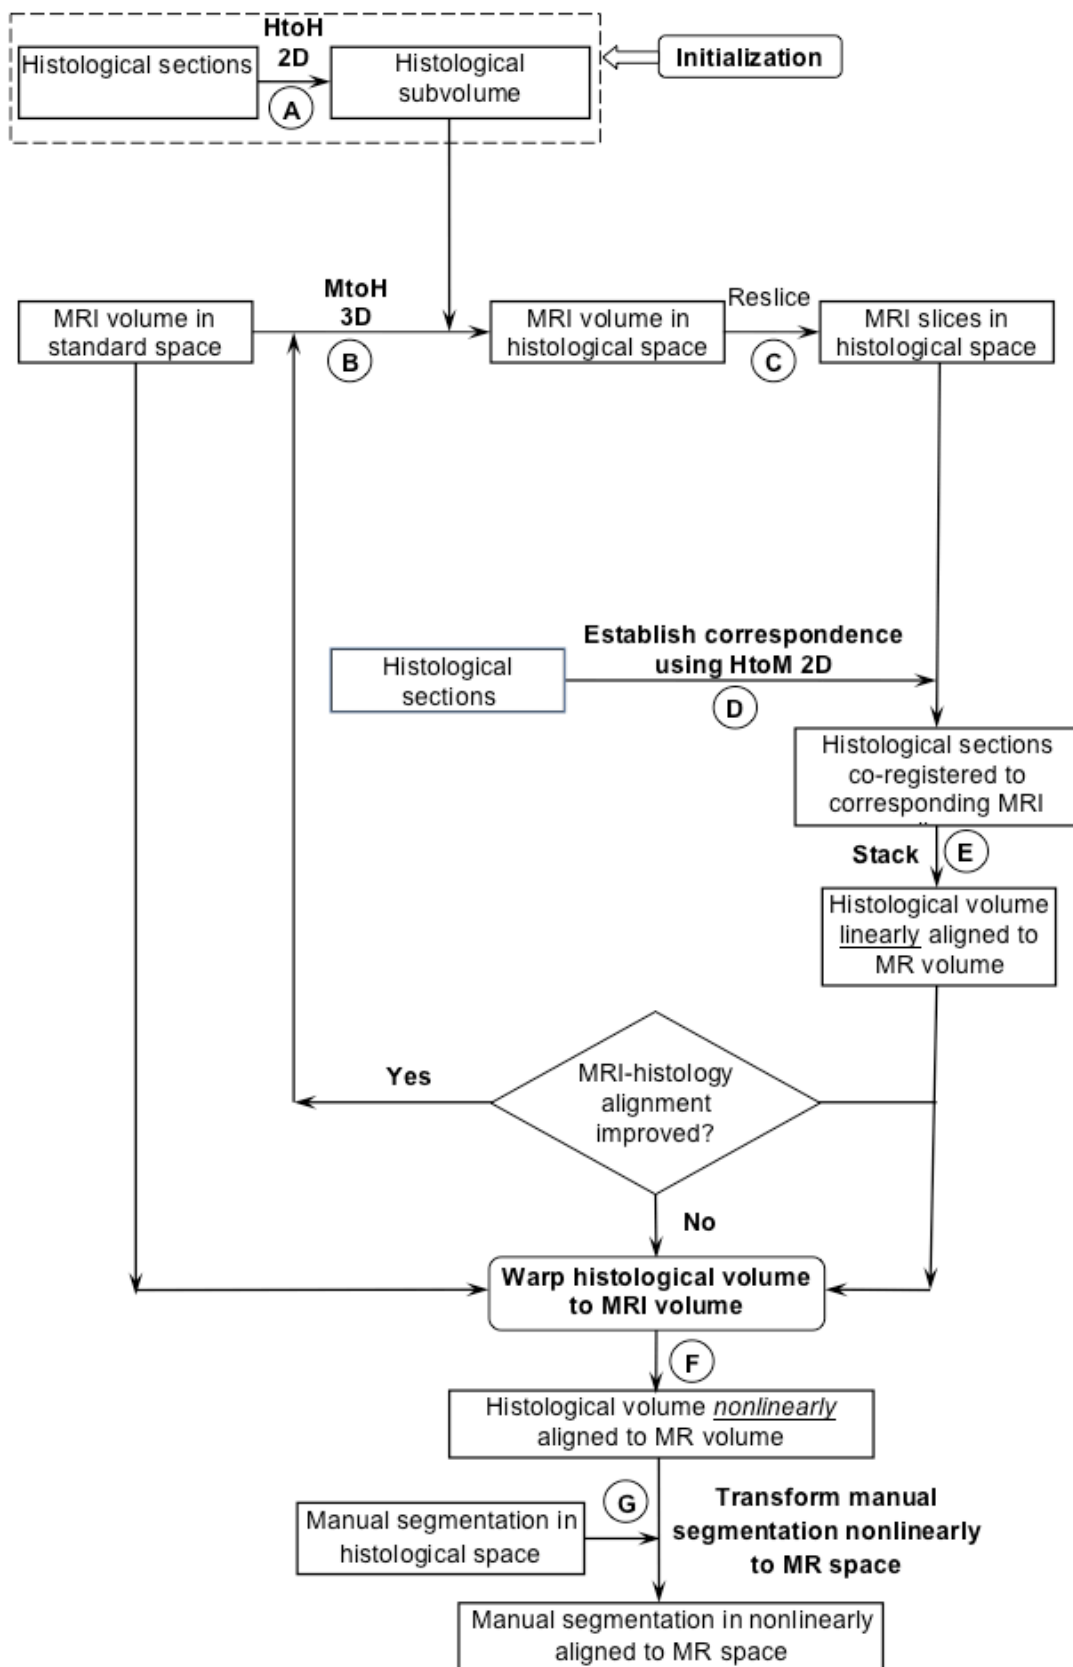 HtoH
2D
Histological sections
A
Histological
subvolume
Initialization
MRI volume in
standard space
MtoH
3D
B
MRI volume in
histological space
Reslice
C
MRI slices in
histological space
Establish correspondence
using HtoM 2D
Histological
sections
D
Histological sections
co-registered to
corresponding MRI
Stack
E
Histological volume
linearly aligned to
MR volume
MRI-histology
alignment
improved?
Yes
No
Warp histological volume
to MRI volume
F
Histological volume nonlinearly
aligned to MR volume
G
Manual segmentation in
histological space
Transform manual
segmentation nonlinearly
to MR space
Manual segmentation in nonlinearly
aligned to MR space